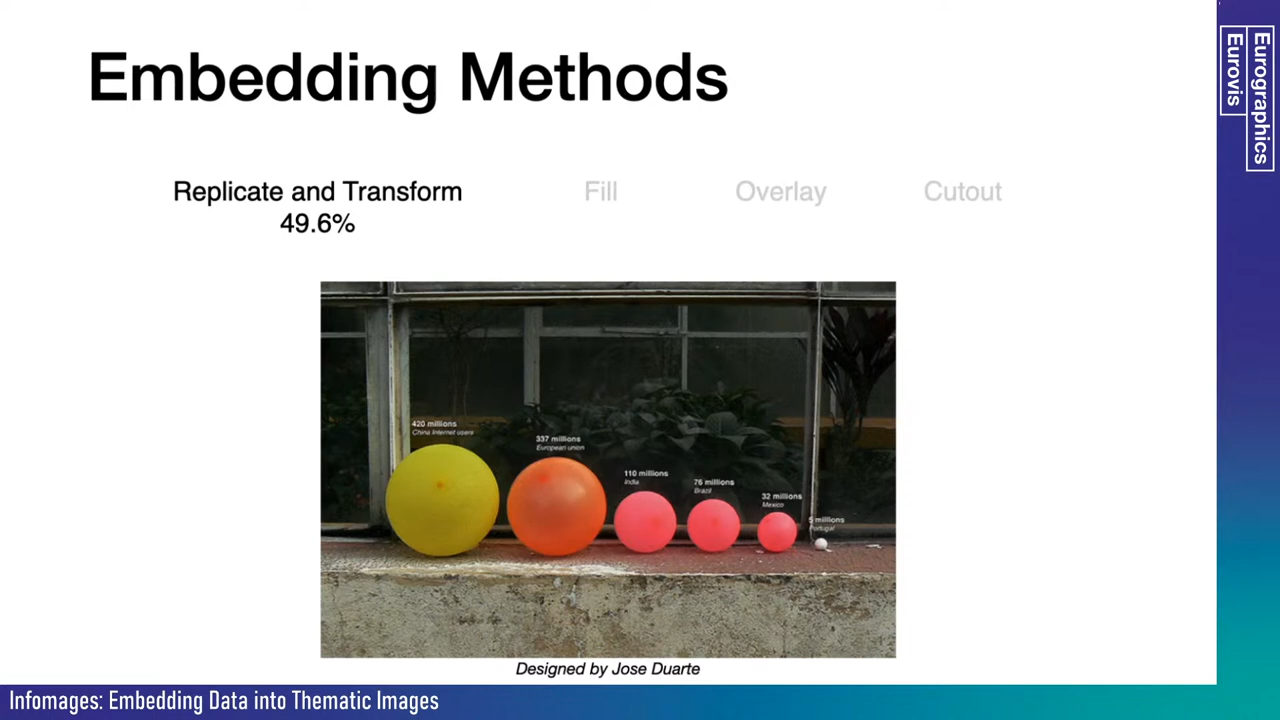 Embedding Methods
Replicate and Transform
49.6%
Fill
Overlay
Cutout
420 millions
China Internet users
337 millions
European union
110 millions
India
76 millions
Brazil
32 millions
Mexico
5 millions
Portugal
Designed by Jose Duarte
Infomages: Embedding Data into Thematic Images
Eurographics
Eurovis